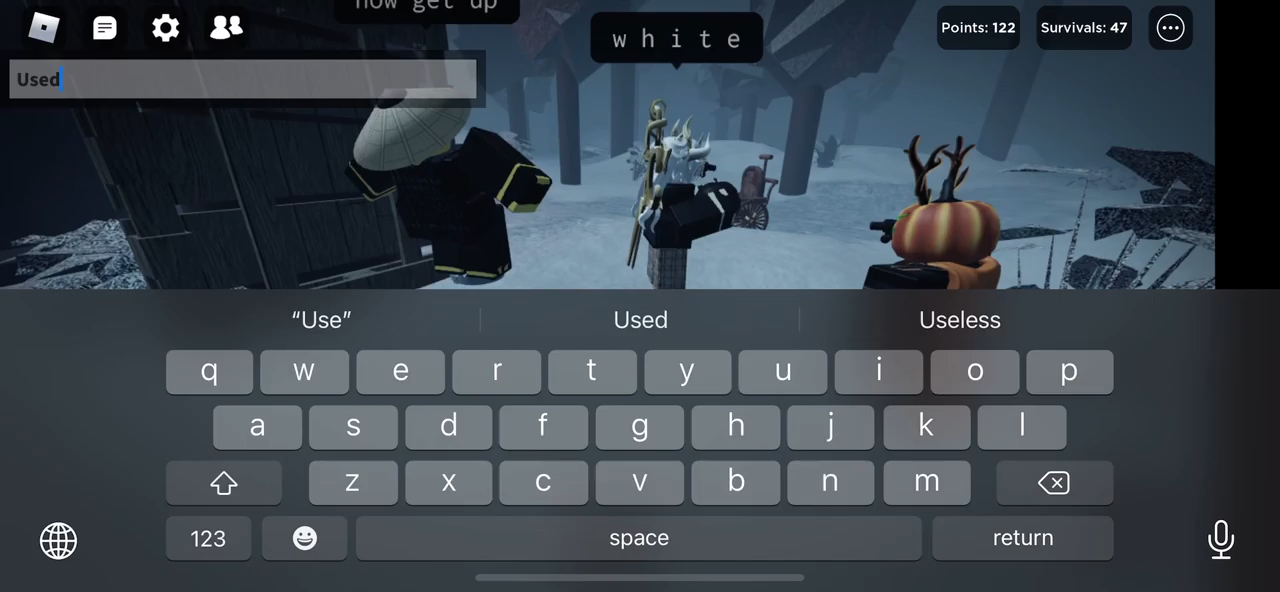 now get up
w h i t e
Points: 122
Survivals: 47
Used
“Use” Used Useless
q w e r t y u i o p
a s d f g h j k l
z x c v b n m
123 space return